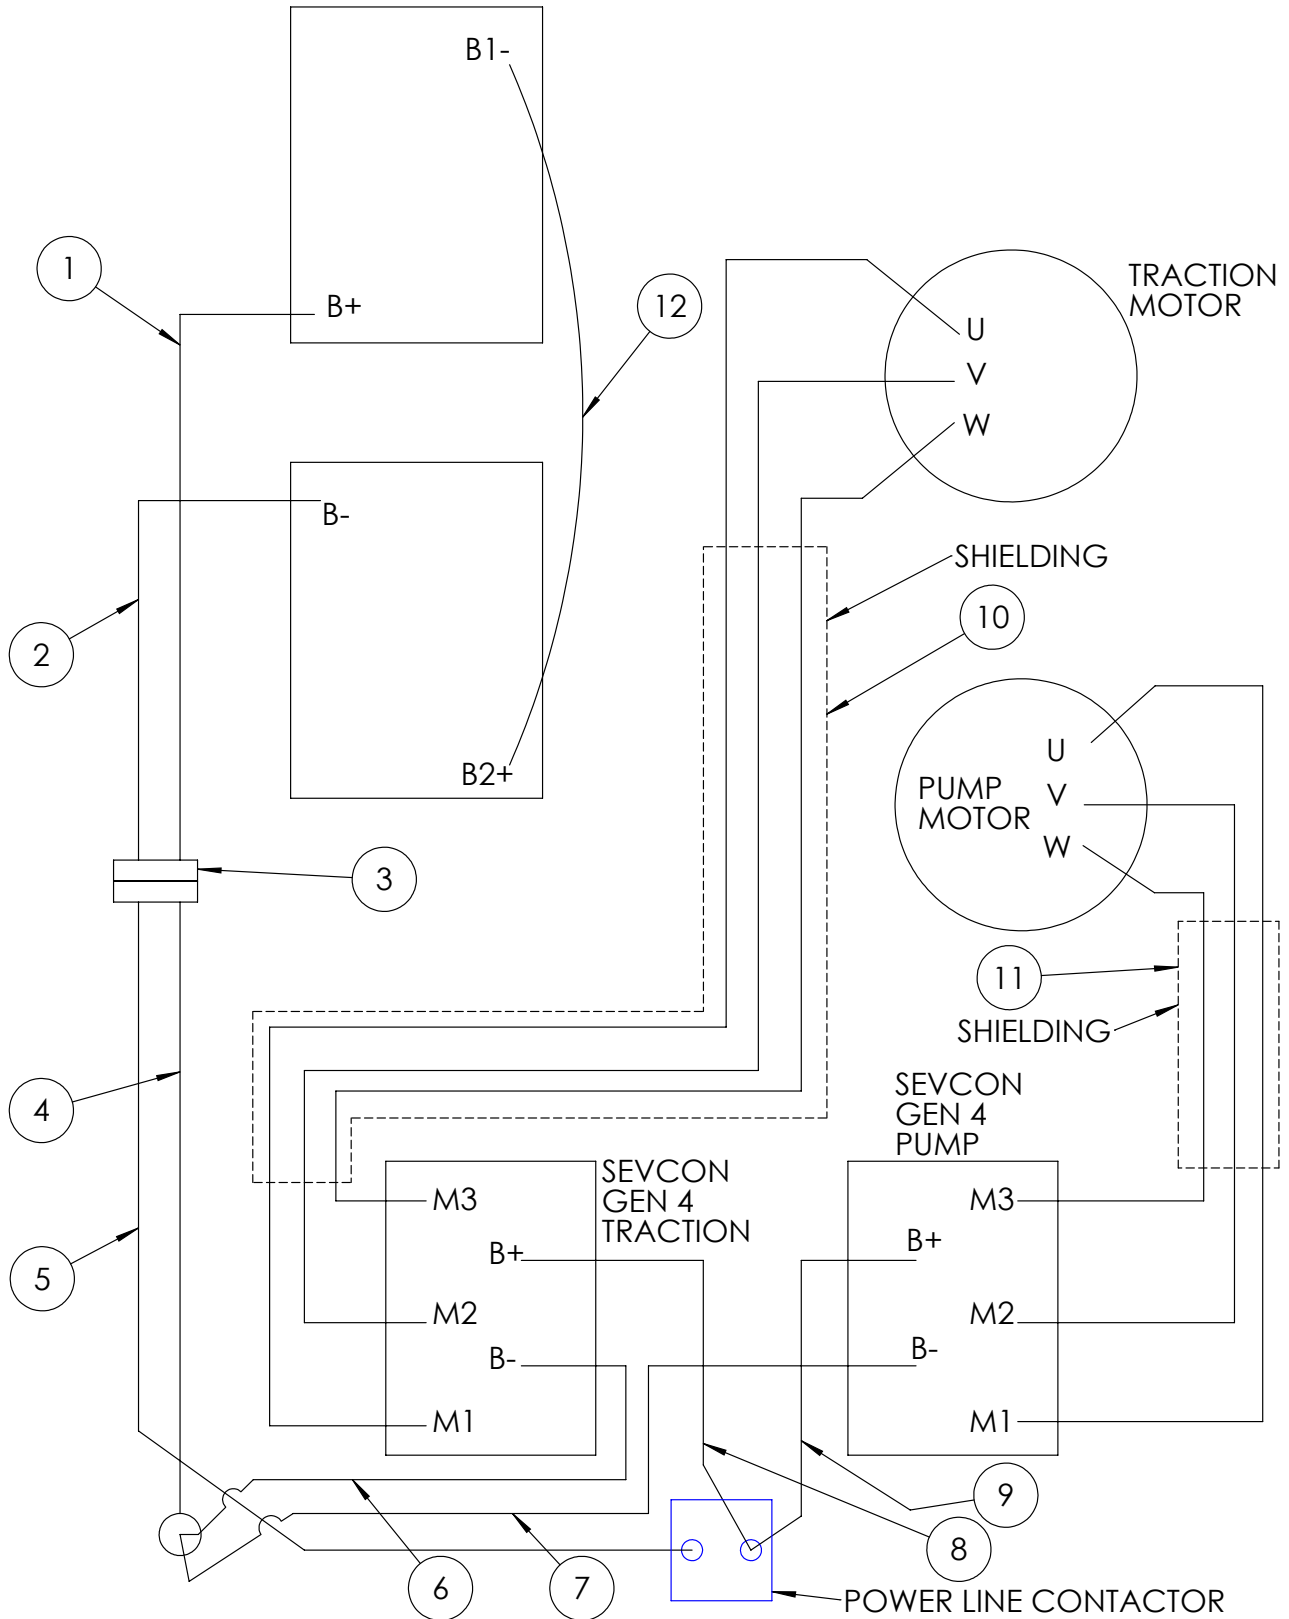 B1-
1
B+
12
TRACTION
MOTOR
U
V
W
B-
SHIELDING
10
2
U
PUMP
MOTOR
V
W
B2+
3
11
SHIELDING
4
SEVCON
GEN 4
PUMP
SEVCON
GEN 4
TRACTION
M3
M3
B+
B+
5
M2
M2
B-
B-
M1
M1
9
8
6
7
POWER LINE CONTACTOR